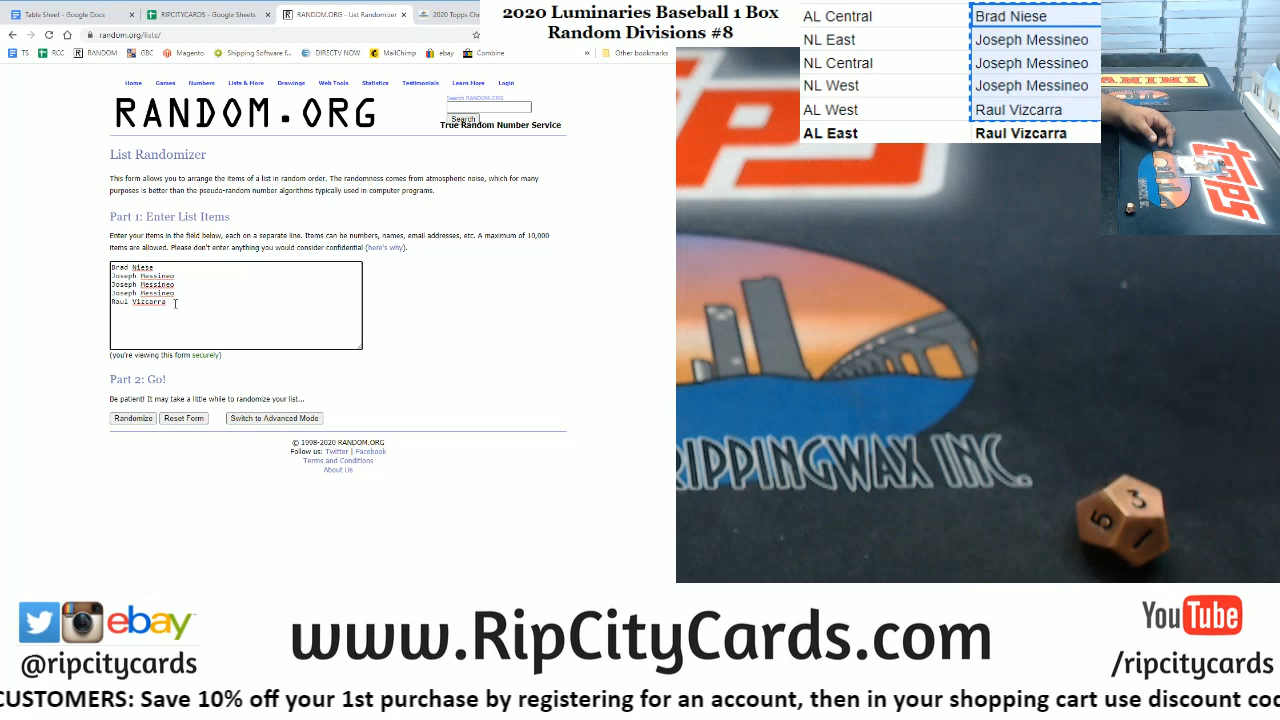 Table Sheet - Google Docs
RIPCITYCARDS - Google Sheets
RANDOM.ORG - List Randomizer
2020 Topps Chr
random.org/lists/
TS
RCC
RANDOM
GBC
Magento
Shipping Software f...
DIRECTV NOW
MailChimp
ebay
Combine
»
Other bookmarks
Home
Games
Numbers
Lists & More
Drawings
Web Tools
Statistics
Testimonials
Learn More
Login
RANDOM.ORG
Search RANDOM.ORG
Search
True Random Number Service
List Randomizer
This form allows you to arrange the items of a list in random order. The randomness comes from atmospheric noise, which for many
purposes is better than the pseudo-random number algorithms typically used in computer programs.
Part 1: Enter List Items
Enter your items in the field below, each on a separate line. Items can be numbers, names, email addresses, etc. A maximum of 10,000
items are allowed. Please don't enter anything you would consider confidential (here's why).
Brad Niese
Joseph Messineo
Joseph Messineo
Joseph Messineo
Raul Vizcarra
(you're viewing this form securely)
Part 2: Go!
Be patient! It may take a little while to randomize your list...
Randomize
Reset Form
Switch to Advanced Mode
© 1998-2020 RANDOM.ORG
Follow us: Twitter | Facebook
Terms and Conditions
About Us
2020 Luminaries Baseball 1 Box
Random Divisions #8
AL Central Brad Niese
NL East Joseph Messineo
NL Central Joseph Messineo
NL West Joseph Messineo
AL West Raul Vizcarra
AL East Raul Vizcarra
PANINI
topps
RIPPINGWAX INC.
3
5
1
ebay
@ripcitycards
www.RipCityCards.com
YouTube
/ripcitycards
CUSTOMERS: Save 10% off your 1st purchase by registering for an account, then in your shopping cart use discount